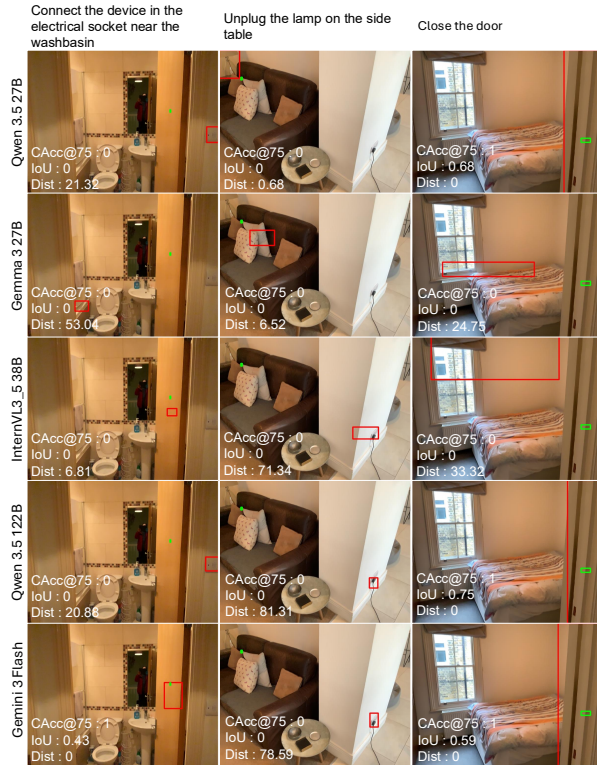 Connect the device in the
electrical socket near the
washbasin
Unplug the lamp on the side
table
Close the door
Qwen 3.5 27B
CAcc@75 : 0
IoU : 0
Dist : 21.32
CAcc@75 : 0
IoU : 0
Dist : 0.68
CAcc@75 : 1
IoU : 0.68
Dist : 0
Gemma 3 27B
CAcc@75 : 0
IoU : 0
Dist : 53.04
CAcc@75 : 0
IoU : 0
Dist : 6.52
CAcc@75 : 0
IoU : 0
Dist : 24.75
InternVL3_5 38B
CAcc@75 : 0
IoU : 0
Dist : 6.81
CAcc@75 : 0
IoU : 0
Dist : 71.34
CAcc@75 : 0
IoU : 0
Dist : 33.32
Qwen 3.5 122B
CAcc@75 : 0
IoU : 0
Dist : 20.88
CAcc@75 : 0
IoU : 0
Dist : 81.31
CAcc@75 : 1
IoU : 0.75
Dist : 0
Gemini 3 Flash
CAcc@75 : 1
IoU : 0.43
Dist : 0
CAcc@75 : 0
IoU : 0
Dist : 78.59
CAcc@75 : 1
IoU : 0.59
Dist : 0